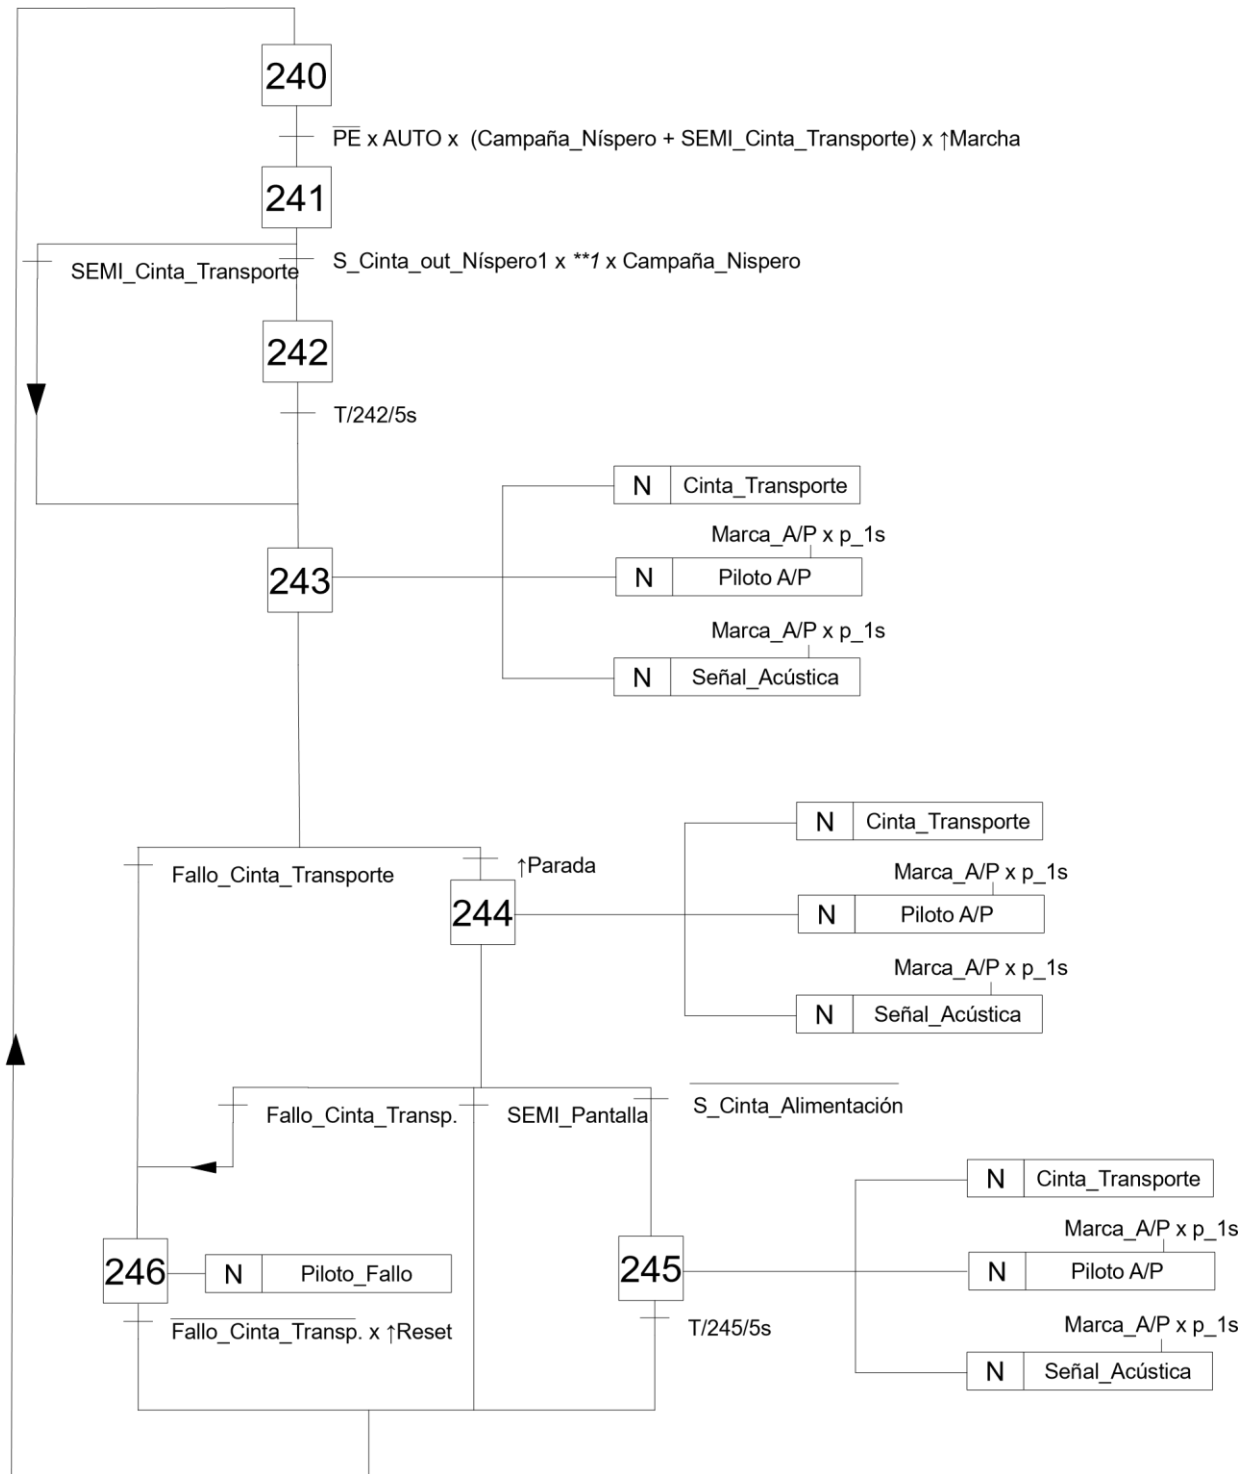 240
PE x AUTO x (Campaña_Níspero + SEMI_Cinta_Transporte) x ↑Marcha
241
SEMI_Cinta_Transporte
S_Cinta_out_Níspero1 x **1 x Campaña_Nispero
242
T/242/5s
N Cinta_Transporte
Marca_A/P x p_1s
243
N Piloto A/P
Marca_A/P x p_1s
N Señal_Acústica
N Cinta_Transporte
Fallo_Cinta_Transporte
↑Parada
Marca_A/P x p_1s
244
N Piloto A/P
Marca_A/P x p_1s
N Señal_Acústica
Fallo_Cinta_Transp.
SEMI_Pantalla
S_Cinta_Alimentación
N Cinta_Transporte
Marca_A/P x p_1s
246
N Piloto_Fallo
245
N Piloto A/P
Fallo_Cinta_Transp. x ↑Reset
T/245/5s
Marca_A/P x p_1s
N Señal_Acústica